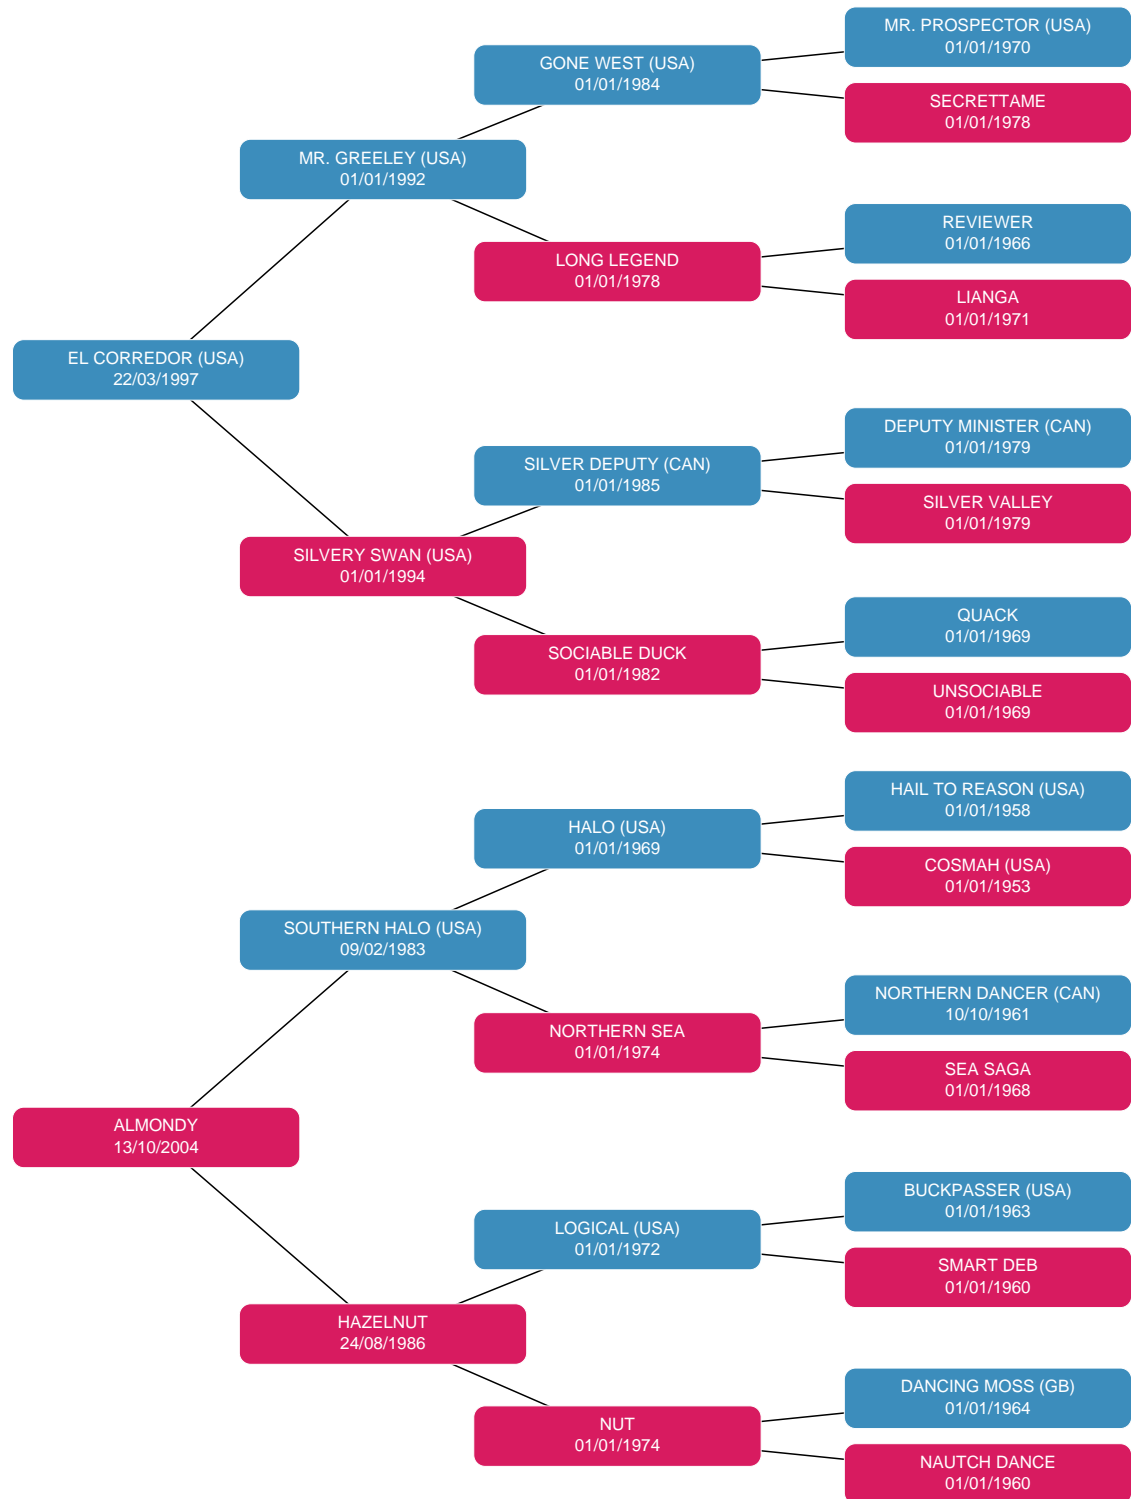 MR. PROSPECTOR (USA)
01/01/1970
GONE WEST (USA)
01/01/1984
SECRETTAME
01/01/1978
MR. GREELEY (USA)
01/01/1992
REVIEWER
01/01/1966
LONG LEGEND
01/01/1978
LIANGA
01/01/1971
EL CORREDOR (USA)
22/03/1997
DEPUTY MINISTER (CAN)
01/01/1979
SILVER DEPUTY (CAN)
01/01/1985
SILVER VALLEY
01/01/1979
SILVERY SWAN (USA)
01/01/1994
QUACK
01/01/1969
SOCIABLE DUCK
01/01/1982
UNSOCIABLE
01/01/1969
HAIL TO REASON (USA)
01/01/1958
HALO (USA)
01/01/1969
COSMAH (USA)
01/01/1953
SOUTHERN HALO (USA)
09/02/1983
NORTHERN DANCER (CAN)
10/10/1961
NORTHERN SEA
01/01/1974
SEA SAGA
01/01/1968
ALMONDY
13/10/2004
BUCKPASSER (USA)
01/01/1963
LOGICAL (USA)
01/01/1972
SMART DEB
01/01/1960
HAZELNUT
24/08/1986
DANCING MOSS (GB)
01/01/1964
NUT
01/01/1974
NAUTCH DANCE
01/01/1960